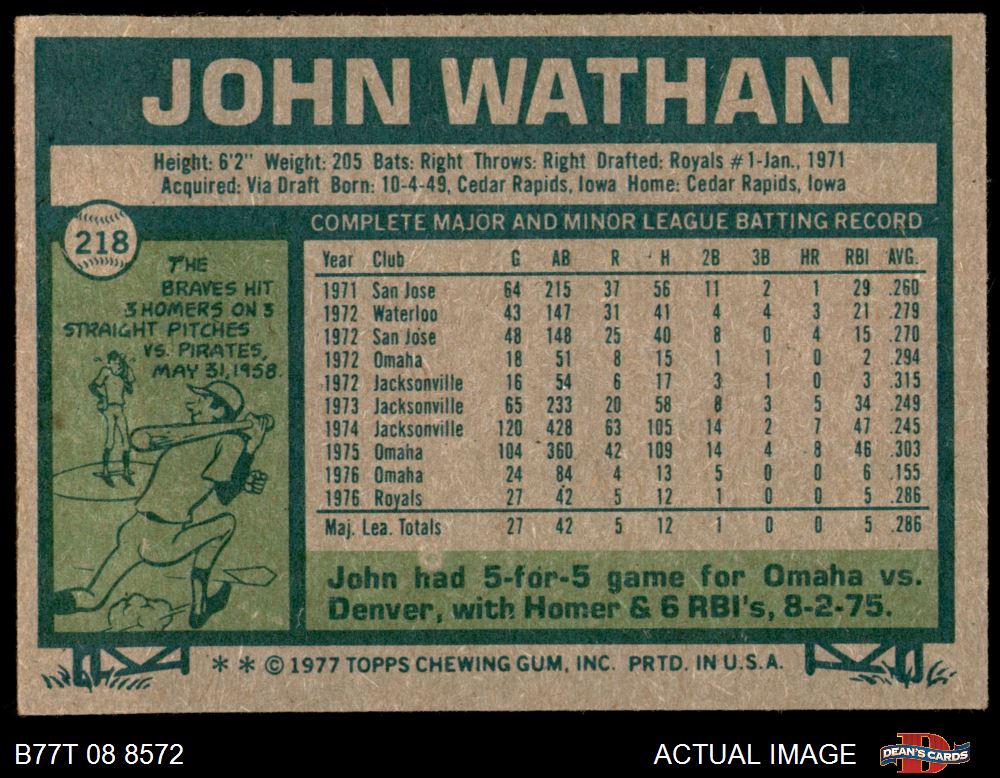 JOHN WATHAN
Height: 6'2" Weight: 205 Bats: Right Throws: Right Drafted: Royals #1-Jan., 1971
Acquired: Via Draft Born: 10-4-49, Cedar Rapids, Iowa Home: Cedar Rapids, Iowa
218
THE
BRAVES HIT
3 HOMERS ON 3
STRAIGHT PITCHES
VS. PIRATES,
MAY 31, 1958.
COMPLETE MAJOR AND MINOR LEAGUE BATTING RECORD
Year Club G AB R H 2B 3B HR RBI AVG.
1971 San Jose 64 215 37 56 11 2 1 29 .260
1972 Waterloo 43 147 31 41 4 4 3 21 .279
1972 San Jose 48 148 25 40 8 0 4 15 .270
1972 Omaha 18 51 8 15 1 1 0 2 .294
1972 Jacksonville 16 54 6 17 3 1 0 3 .315
1973 Jacksonville 65 233 20 58 8 3 5 34 .249
1974 Jacksonville 120 428 63 105 14 2 7 47 .245
1975 Omaha 104 360 42 109 14 4 8 46 .303
1976 Omaha 24 84 4 13 5 0 0 6 .155
1976 Royals 27 42 5 12 1 0 0 5 .286
Maj. Lea. Totals 27 42 5 12 1 0 0 5 .286
John had 5-for-5 game for Omaha vs.
Denver, with Homer & 6 RBI's, 8-2-75.
* * © 1977 TOPPS CHEWING GUM, INC. PRTD. IN U.S.A.
B77T 08 8572
ACTUAL IMAGE
DEAN'S CARDS